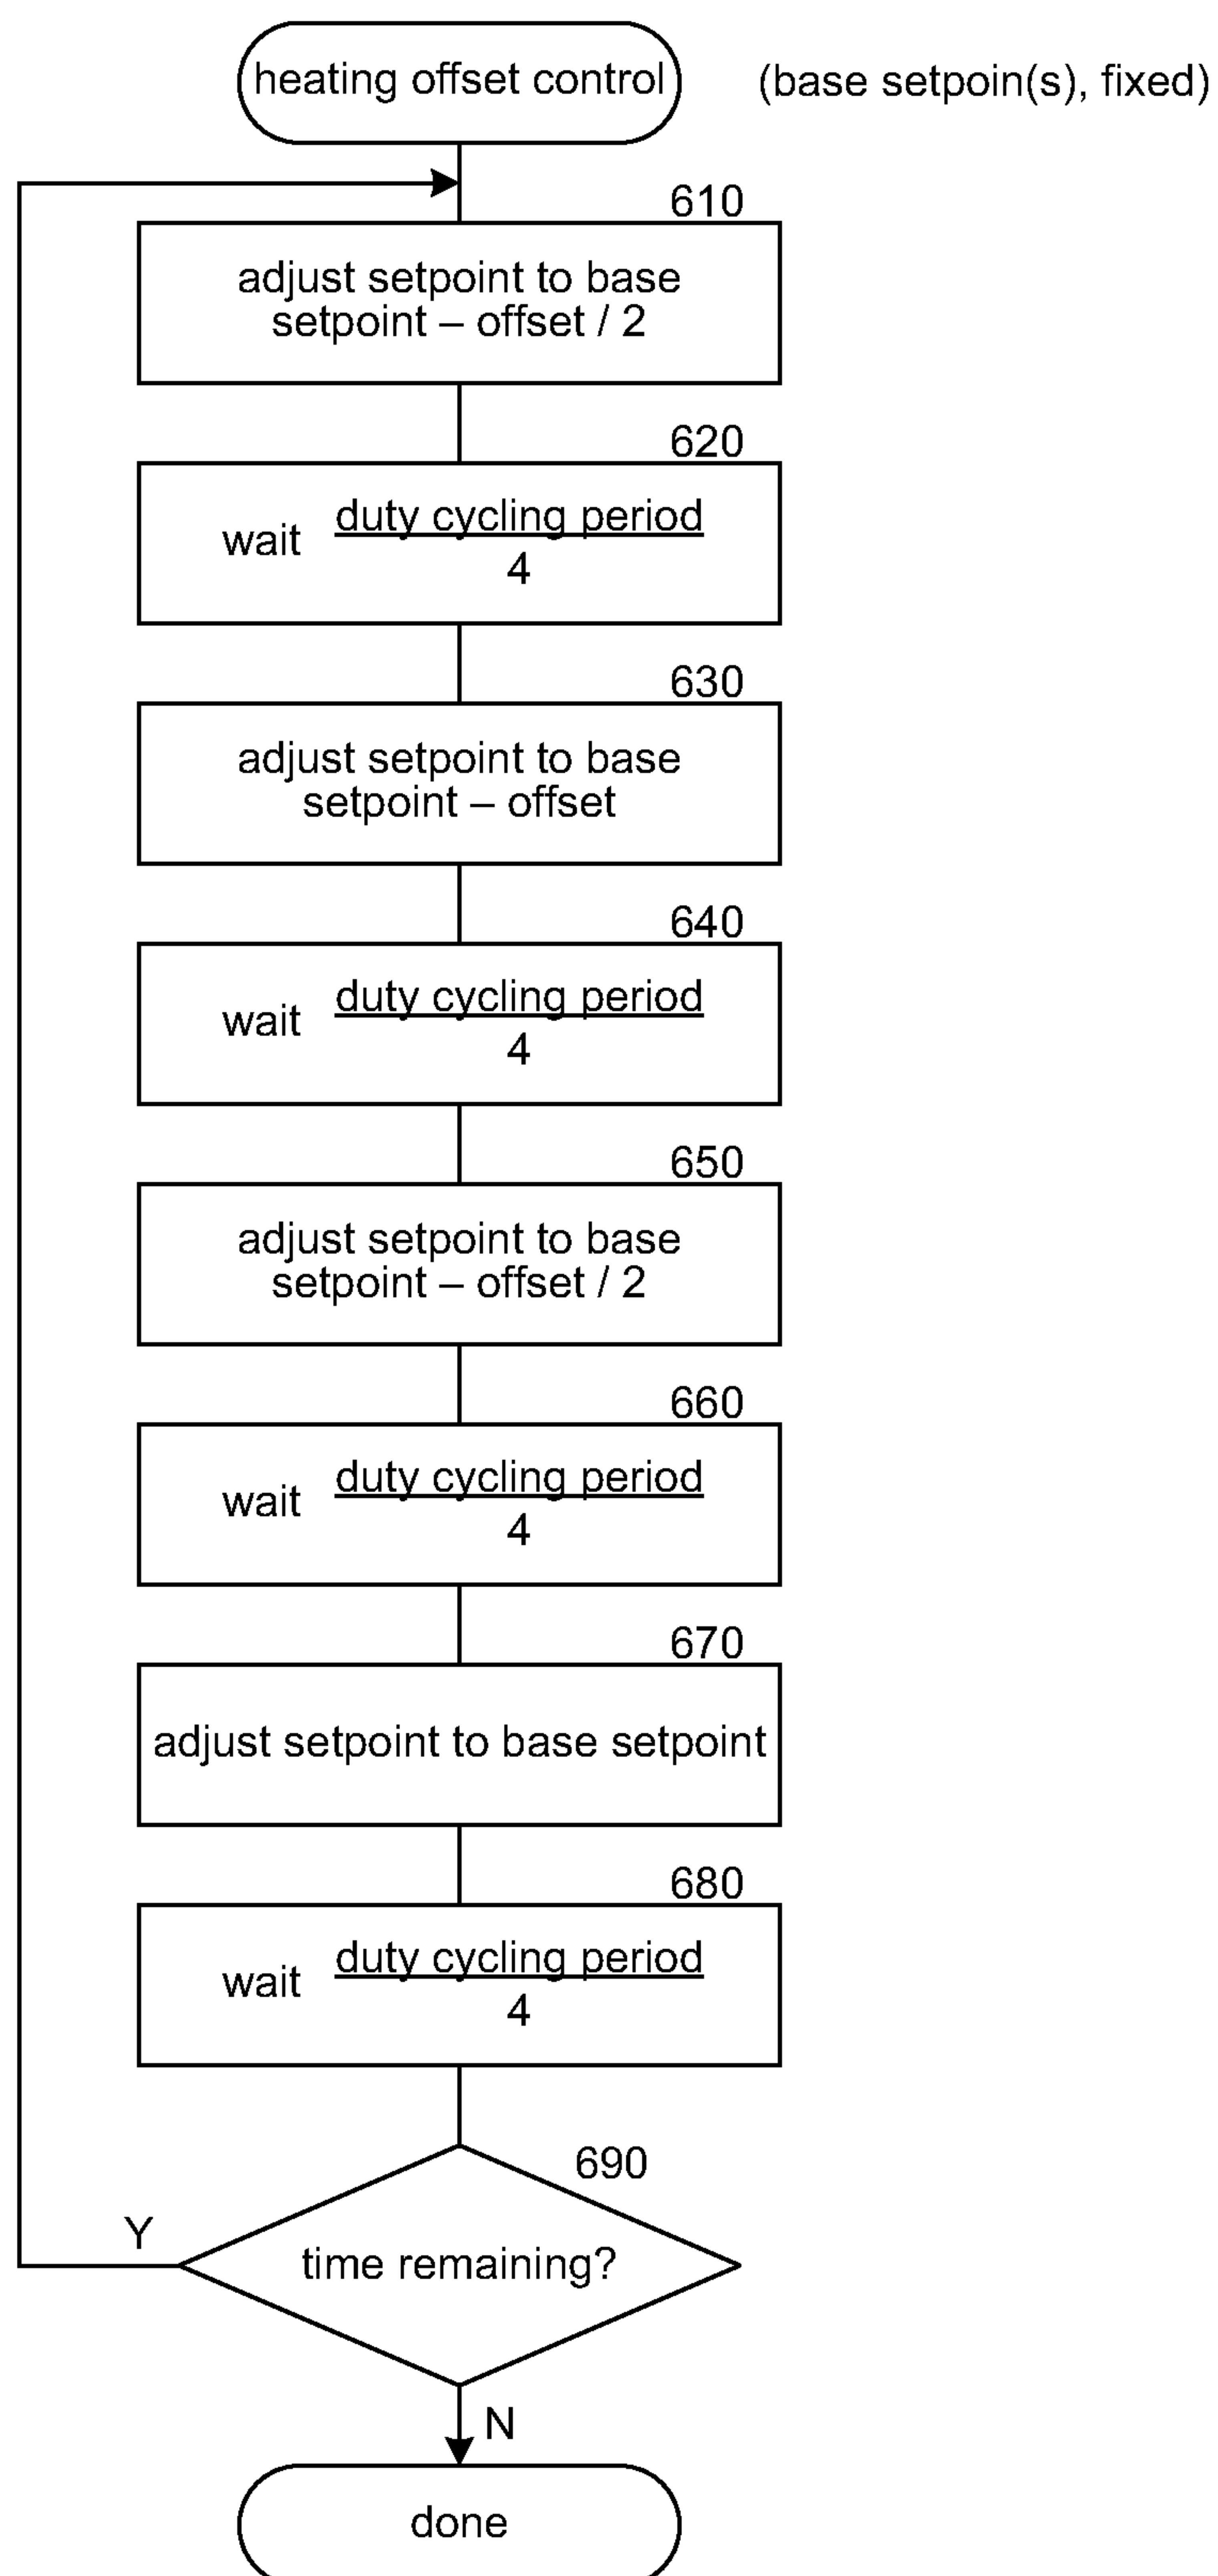 heating offset control
(base setpoin(s), fixed)
610
adjust setpoint to base
setpoint – offset / 2
620
wait duty cycling period
4
630
adjust setpoint to base
setpoint – offset
640
wait duty cycling period
4
650
adjust setpoint to base
setpoint – offset / 2
660
wait duty cycling period
4
670
adjust setpoint to base setpoint
680
wait duty cycling period
4
690
Y
time remaining?
N
done